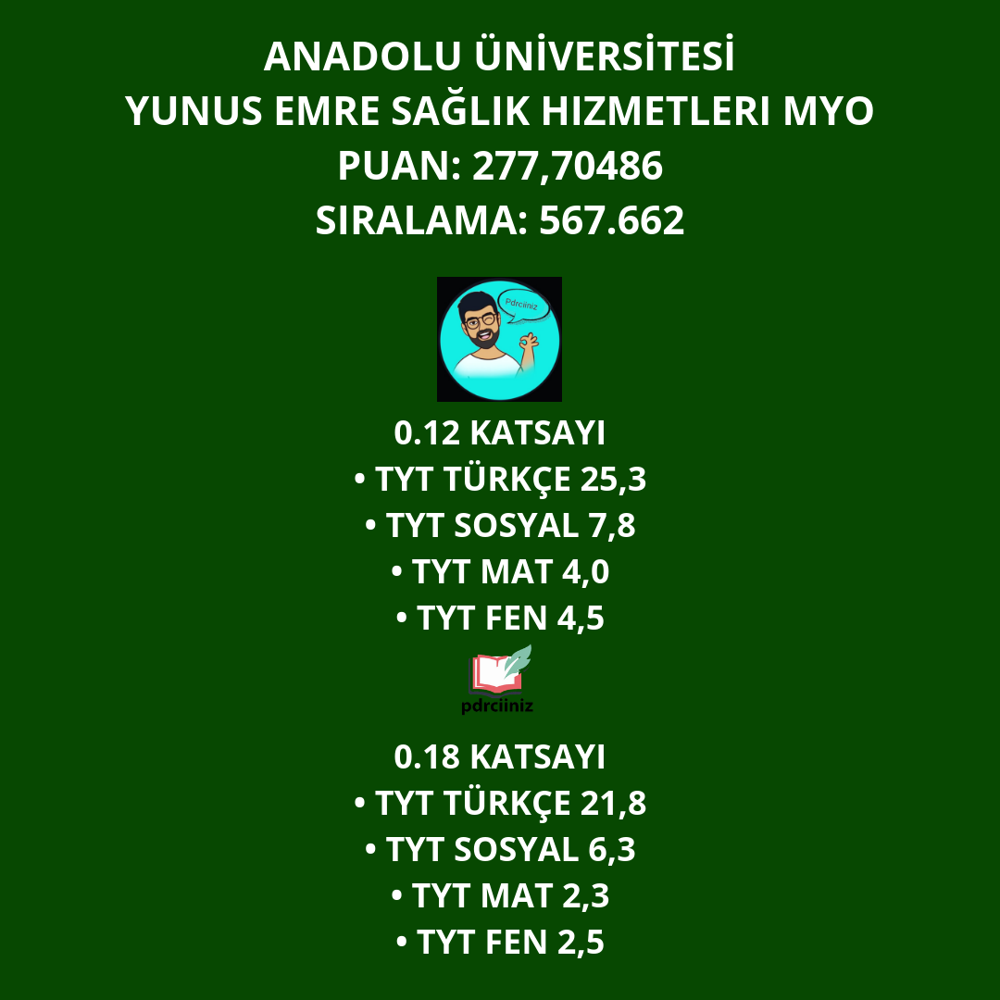 ANADOLU ÜNİVERSİTESİ
YUNUS EMRE SAĞLIK HIZMETLERI MYO
PUAN: 277,70486
SIRALAMA: 567.662
Pdrciiniz
0.12 KATSAYI
• TYT TÜRKÇE 25,3
• TYT SOSYAL 7,8
• TYT MAT 4,0
• TYT FEN 4,5
pdrciiniz
0.18 KATSAYI
• TYT TÜRKÇE 21,8
• TYT SOSYAL 6,3
• TYT MAT 2,3
• TYT FEN 2,5